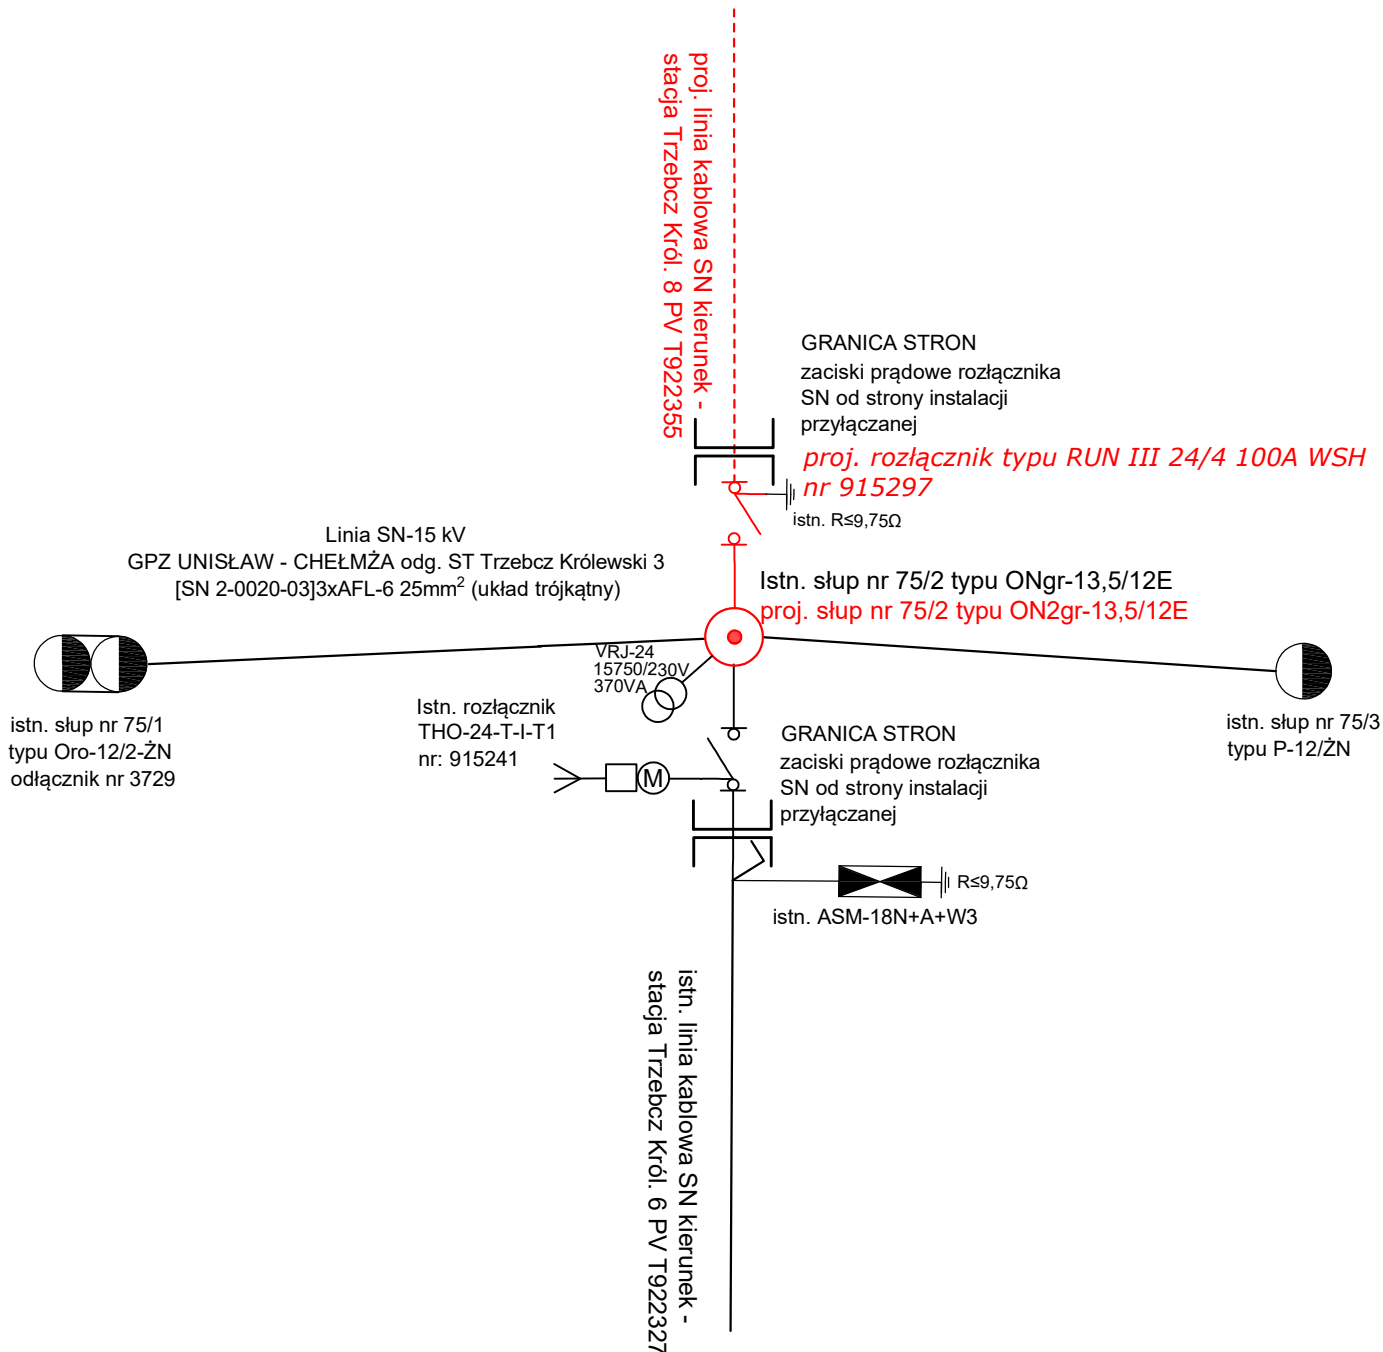 proj. linia kablowa SN kierunek -
stacja Trzebcz Król. 8 PV T922355
GRANICA STRON
zaciski prądowe rozłącznika
SN od strony instalacji
przyłączanej
proj. rozłącznik typu RUN III 24/4 100A WSH
nr 915297
istn. R≤9,75Ω
Linia SN-15 kV
GPZ UNISŁAW - CHEŁMŻA odg. ST Trzebcz Królewski 3
[SN 2-0020-03]3xAFL-6 25mm² (układ trójkątny)
Istn. słup nr 75/2 typu ONgr-13,5/12E
proj. słup nr 75/2 typu ON2gr-13,5/12E
VRJ-24
15750/230V
370VA
istn. słup nr 75/1
typu Oro-12/2-ŻN
odłącznik nr 3729
Istn. rozłącznik
THO-24-T-I-T1
nr: 915241
M
istn. słup nr 75/3
typu P-12/ŻN
GRANICA STRON
zaciski prądowe rozłącznika
SN od strony instalacji
przyłączanej
R≤9,75Ω
istn. ASM-18N+A+W3
istn. linia kablowa SN kierunek -
stacja Trzebcz Król. 6 PV T922327